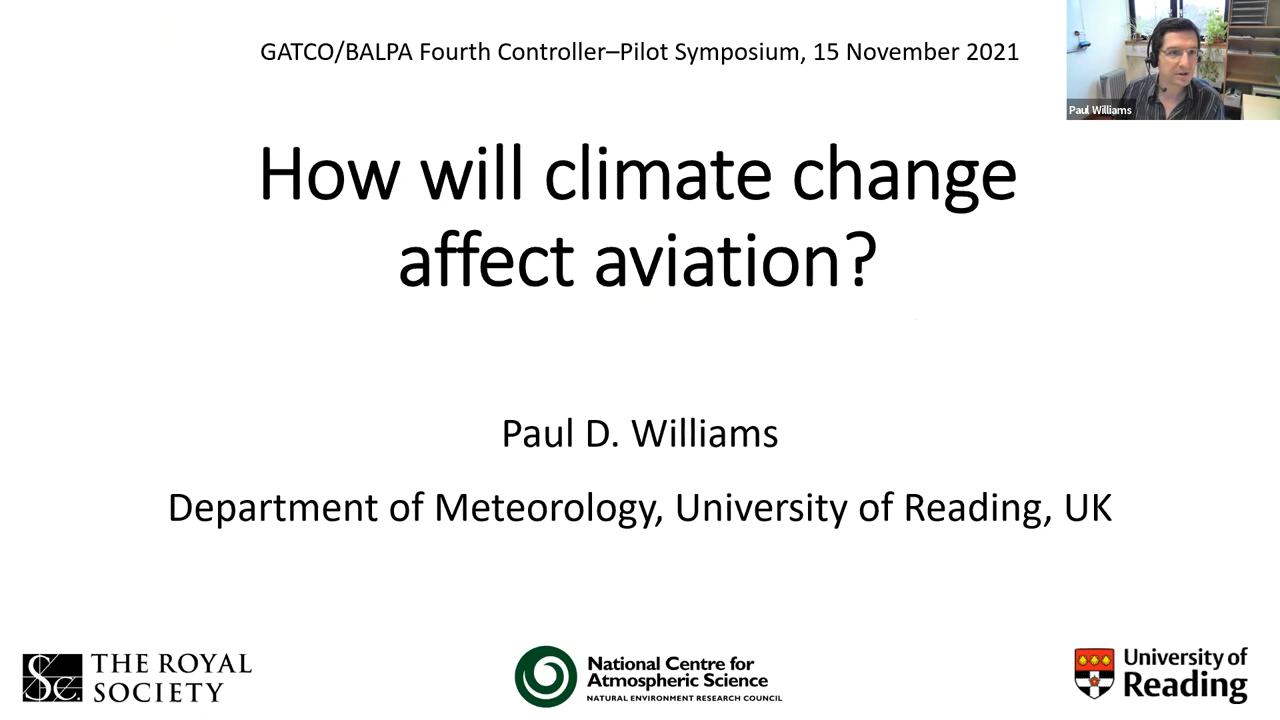 GATCO/BALPA Fourth Controller–Pilot Symposium, 15 November 2021
Paul Williams
How will climate change
affect aviation?
Paul D. Williams
Department of Meteorology, University of Reading, UK
THE ROYAL
SOCIETY
National Centre for
Atmospheric Science
NATURAL ENVIRONMENT RESEARCH COUNCIL
University of
Reading